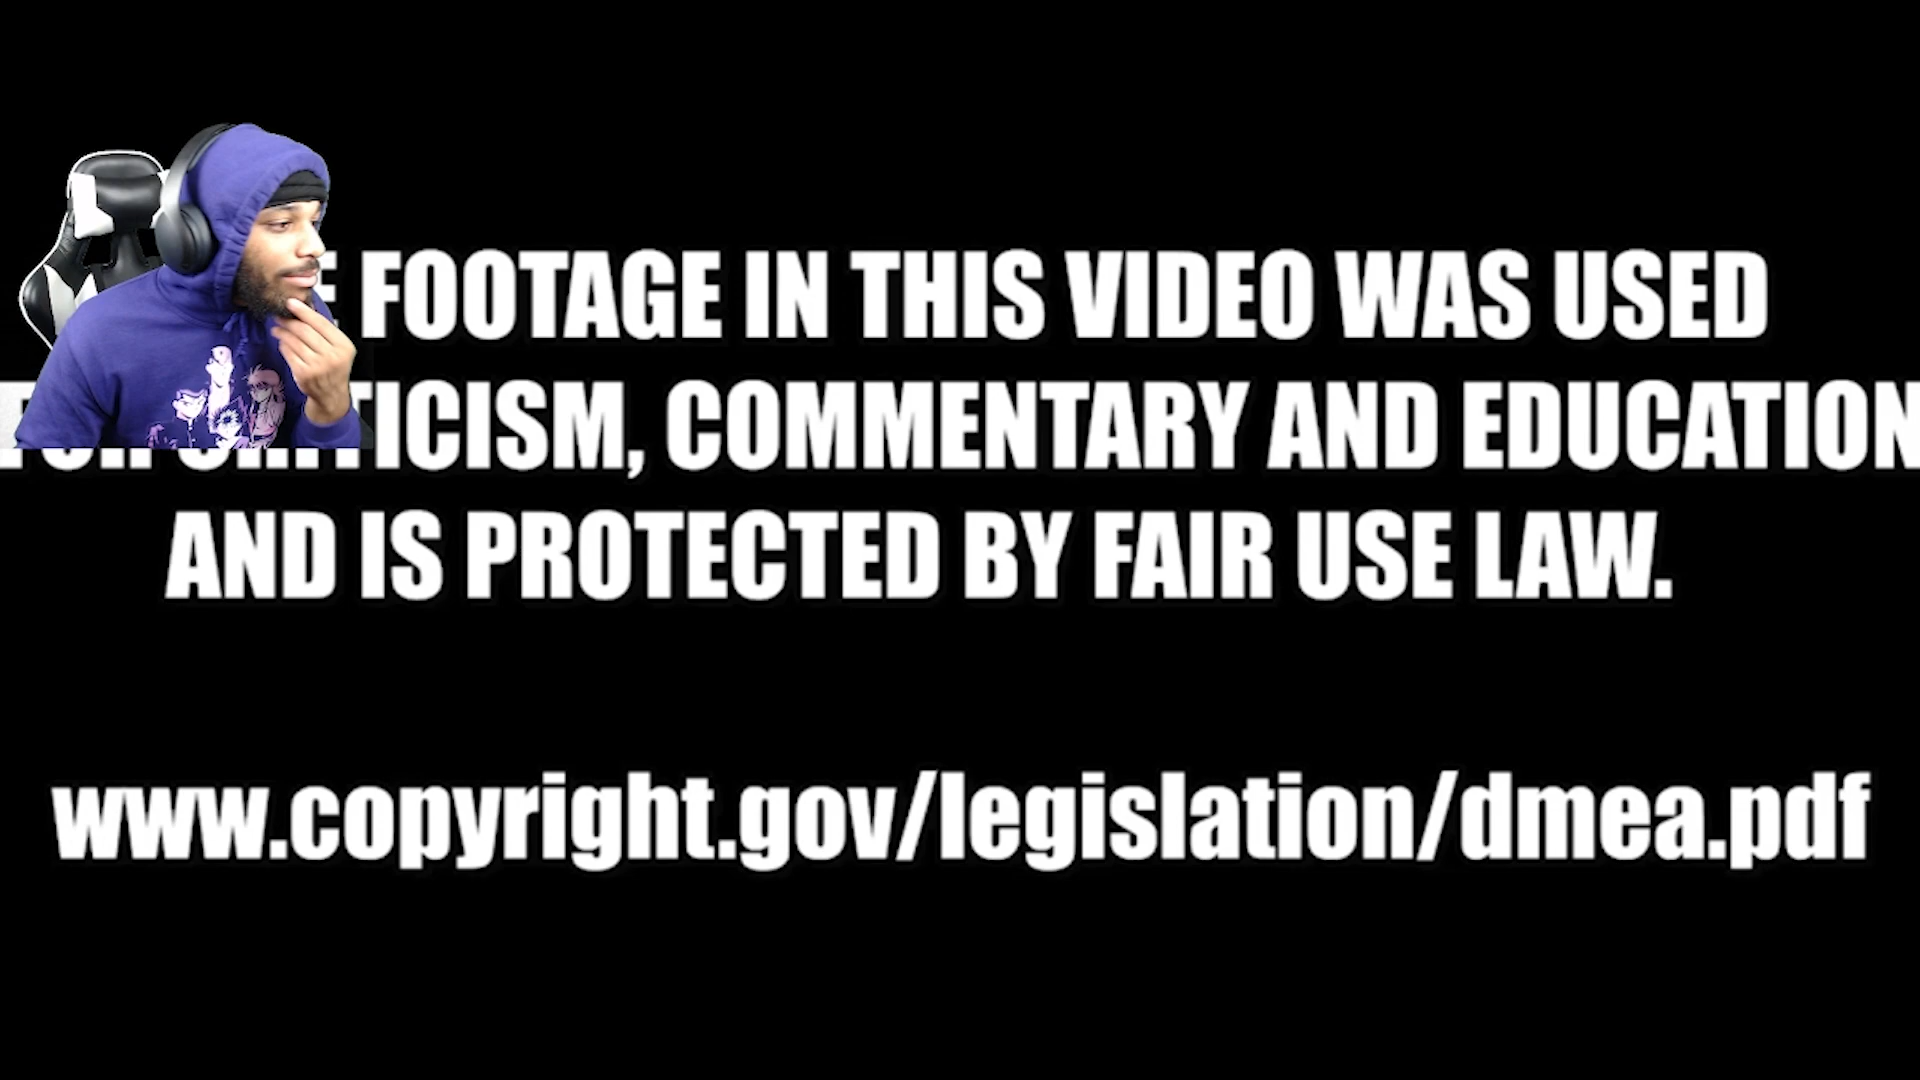 FOOTAGE IN THIS VIDEO WAS USED
COMMENTARY AND EDUCATION
AND IS PROTECTED BY FAIR USE LAW.
www.copyright.gov/legislation/dmea.pdf